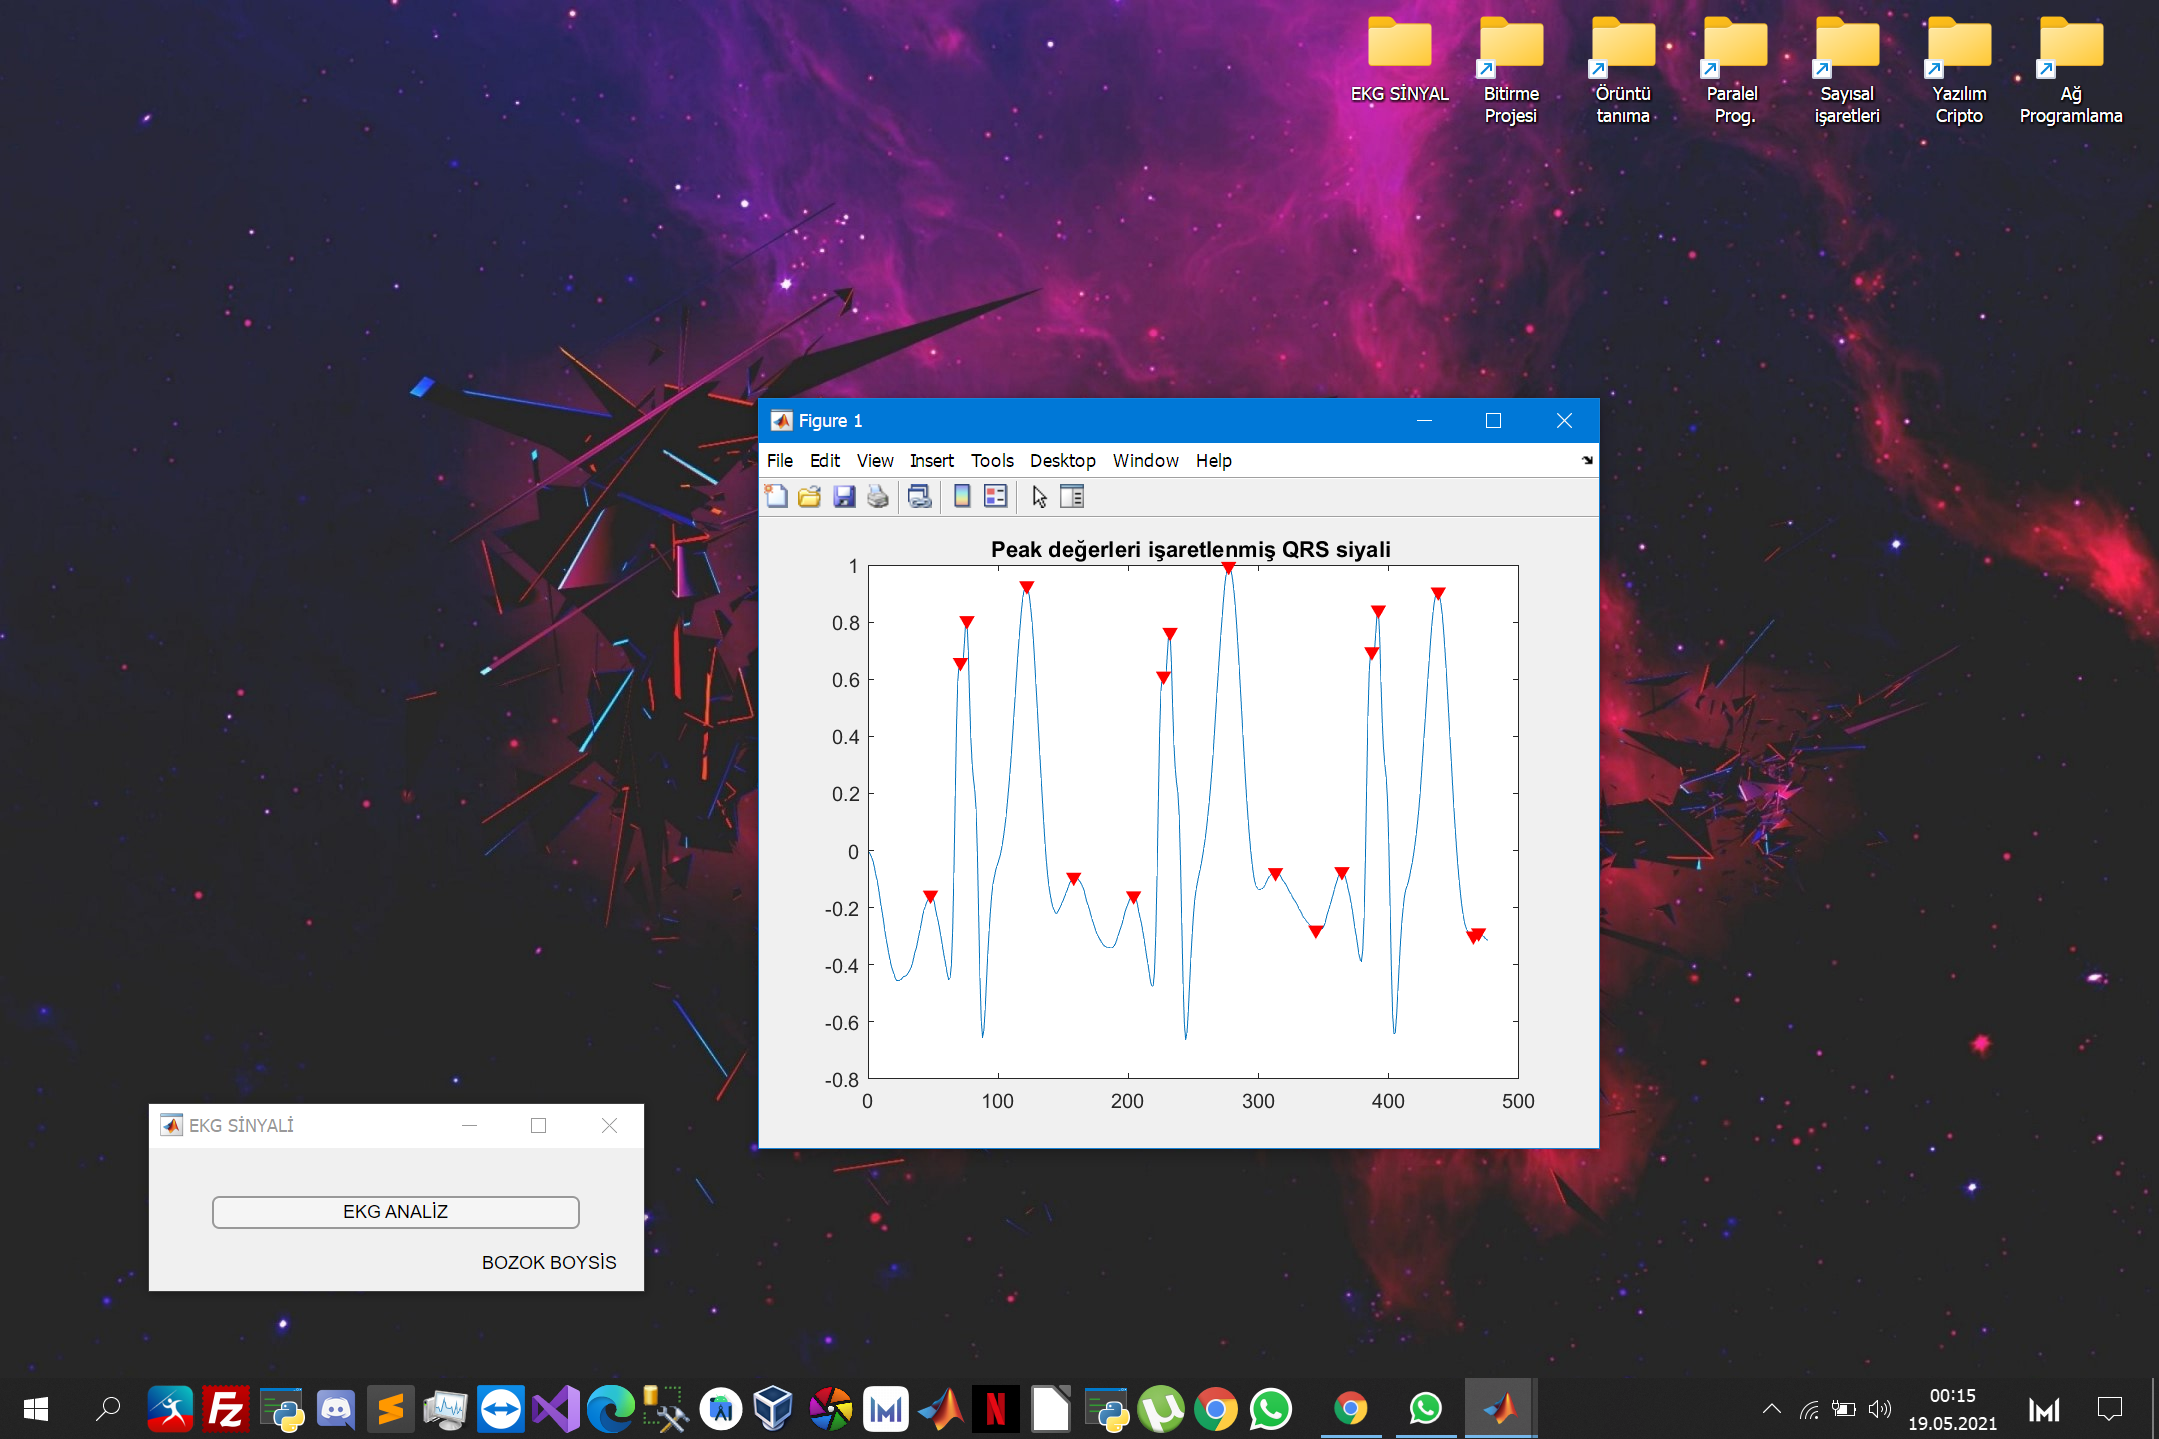 EKG SİNYAL
Bitirme
Projesi
Örüntü
tanıma
Paralel
Prog.
Sayısal
işaretleri
Yazılım
Cripto
Ağ
Programlama
Figure 1
File Edit View Insert Tools Desktop Window Help
Peak değerleri işaretlenmiş QRS siyali
1
0.8
0.6
0.4
0.2
0
-0.2
-0.4
-0.6
-0.8
0 100 200 300 400 500
EKG SİNYALİ
EKG ANALİZ
BOZOK BOYSİS
Fz
N
00:15
19.05.2021